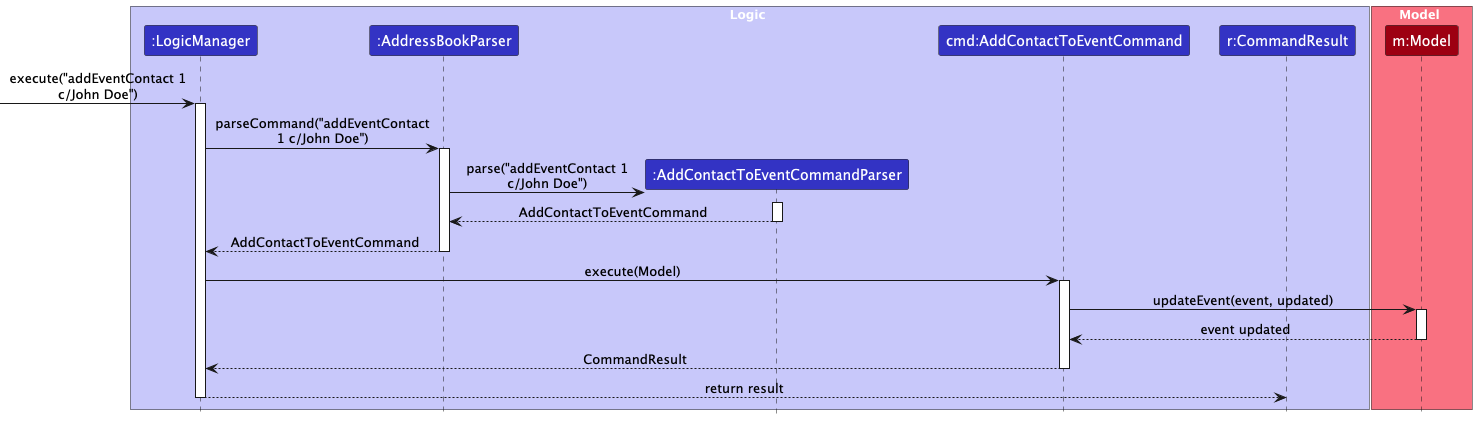 Logic
Model
:LogicManager
:AddressBookParser
cmd:AddContactToEventCommand
r:CommandResult
m:Model
execute("addEventContact 1
c/John Doe")
parseCommand("addEventContact
1 c/John Doe")
parse("addEventContact 1
c/John Doe")
:AddContactToEventCommandParser
AddContactToEventCommand
AddContactToEventCommand
execute(Model)
updateEvent(event, updated)
event updated
CommandResult
return result